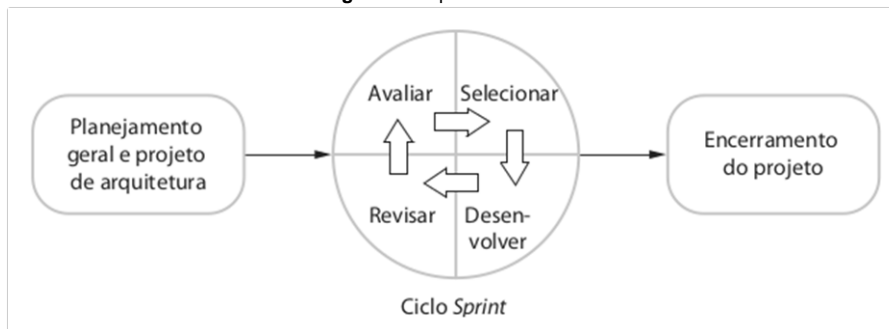 Planejamento
geral e projeto
de arquitetura
Avaliar
Selecionar
Revisar
Desen-
volver
Encerramento
do projeto
Ciclo Sprint